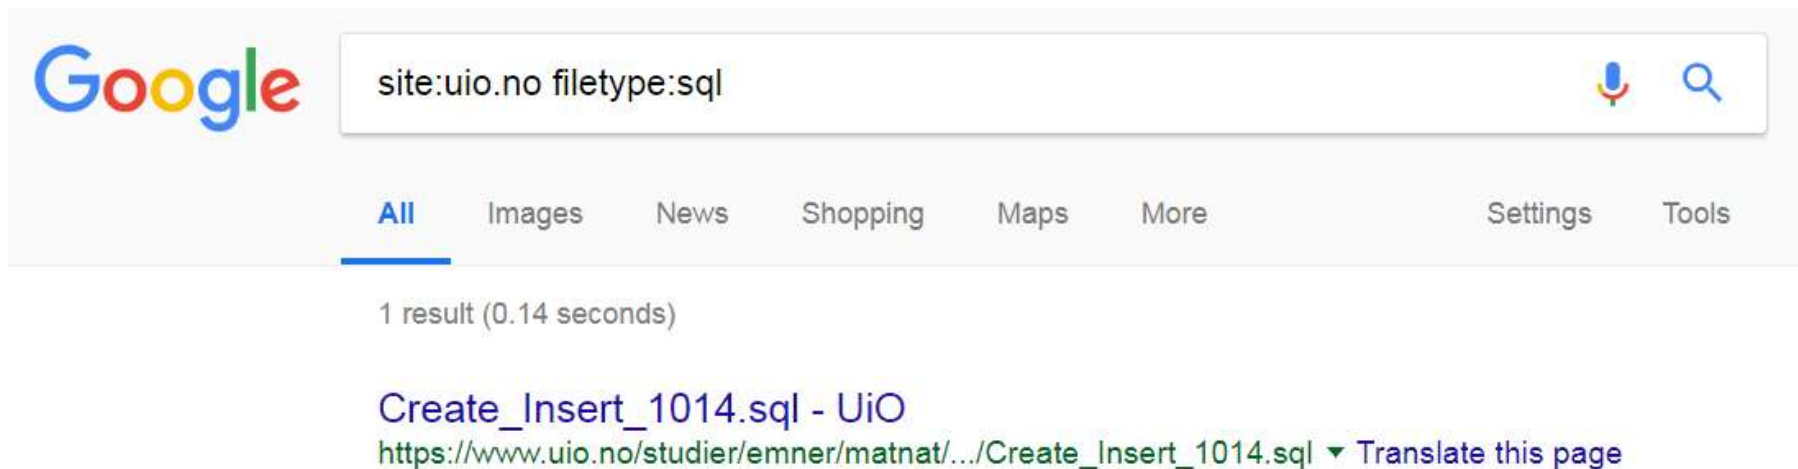 Google
site:uio.no filetype:sql
All Images News Shopping Maps More Settings Tools
1 result (0.14 seconds)
Create_Insert_1014.sql - UiO
https://www.uio.no/studier/emner/matnat/.../Create_Insert_1014.sql ▾ Translate this page